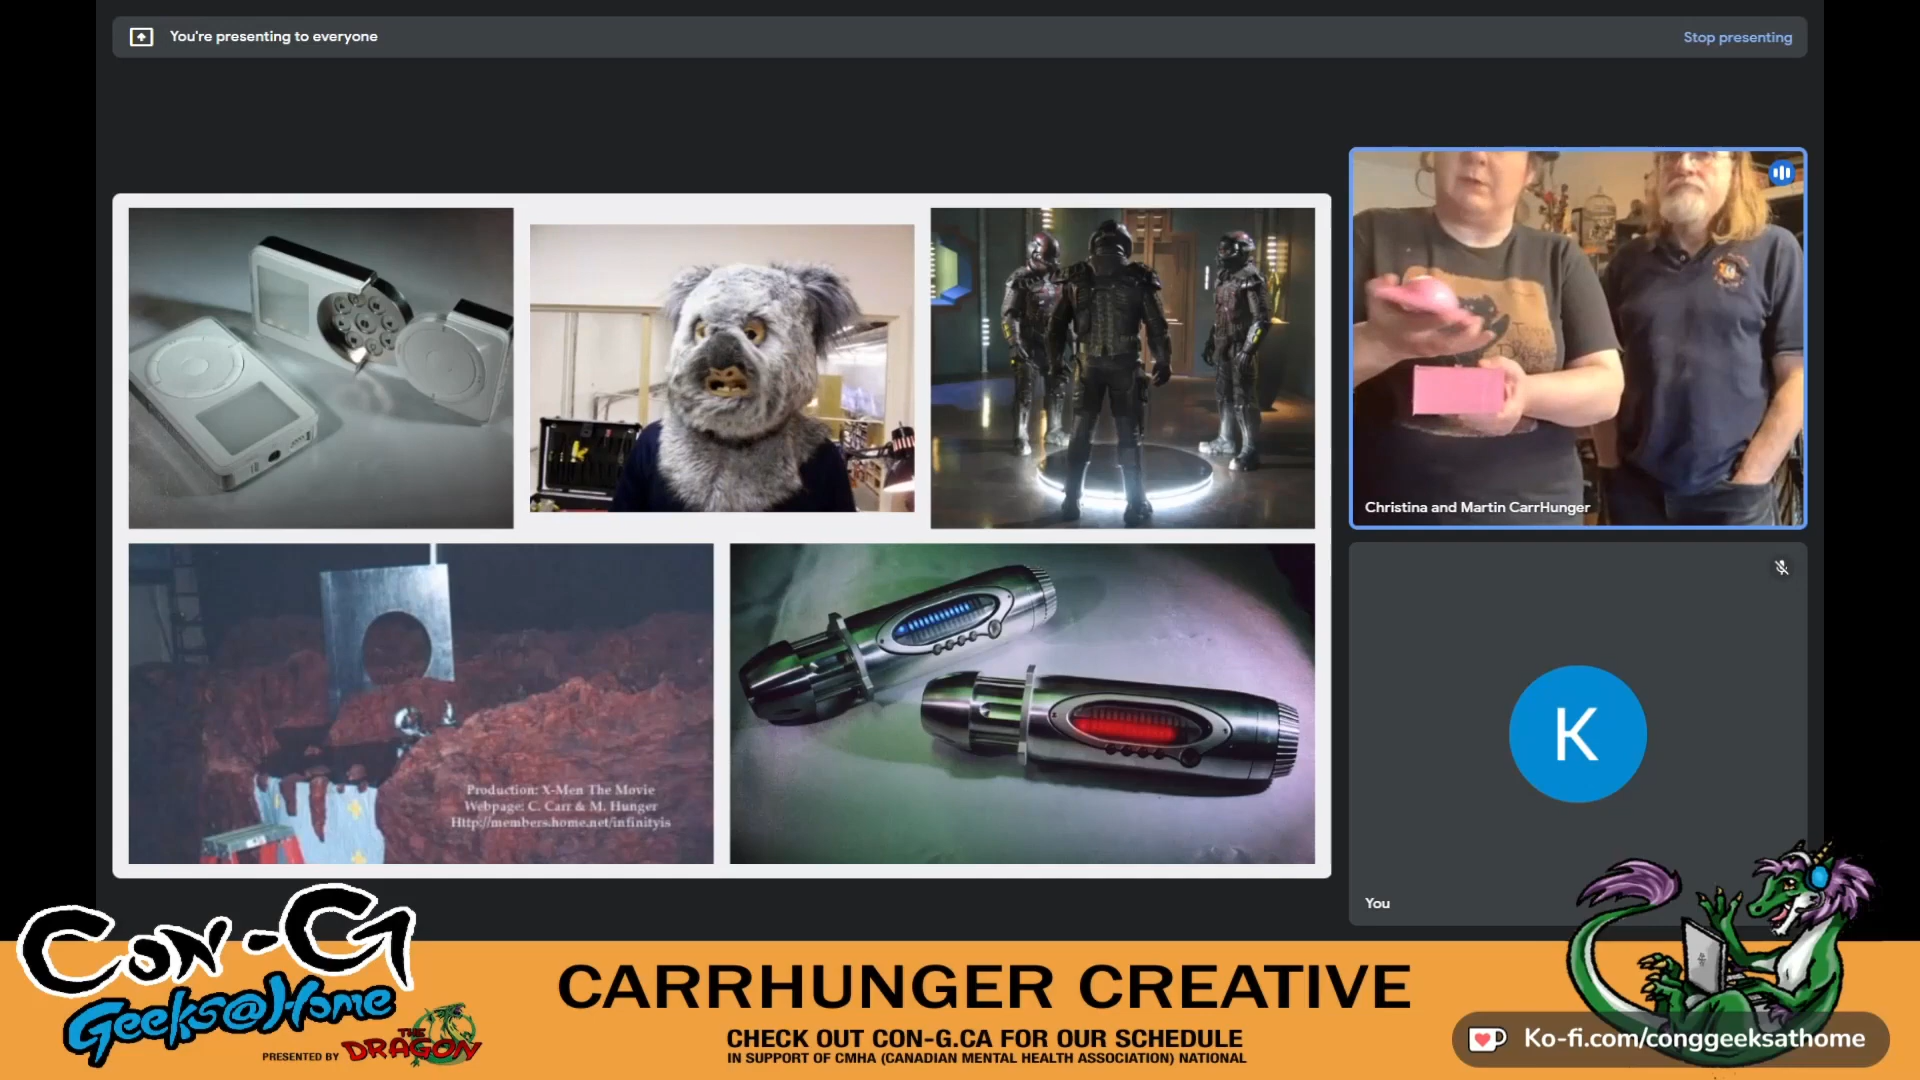 You're presenting to everyone
Stop presenting
Christina and Martin CarrHunger
Production: X-Men The Movie
Webpage: C. Carr & M. Hunger
Http://members.home.net/infinityis
K
You
CON-G
Geeks@Home
PRESENTED BY THE DRAGON
CARRHUNGER CREATIVE
CHECK OUT CON-G.CA FOR OUR SCHEDULE
IN SUPPORT OF CMHA (CANADIAN MENTAL HEALTH ASSOCIATION) NATIONAL
Ko-fi.com/conggeeksathome